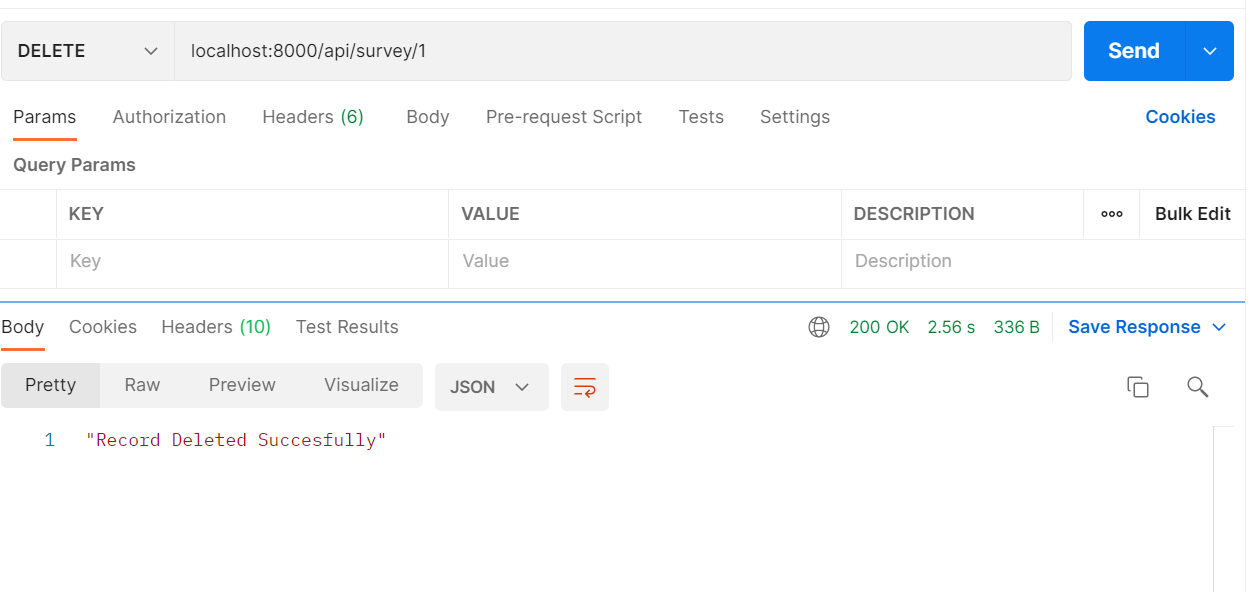 DELETE localhost:8000/api/survey/1 Send
Params Authorization Headers (6) Body Pre-request Script Tests Settings Cookies
Query Params
KEY VALUE DESCRIPTION ooo Bulk Edit
Key Value Description
Body Cookies Headers (10) Test Results 200 OK 2.56 s 336 B Save Response
Pretty Raw Preview Visualize JSON
1 "Record Deleted Succesfully"